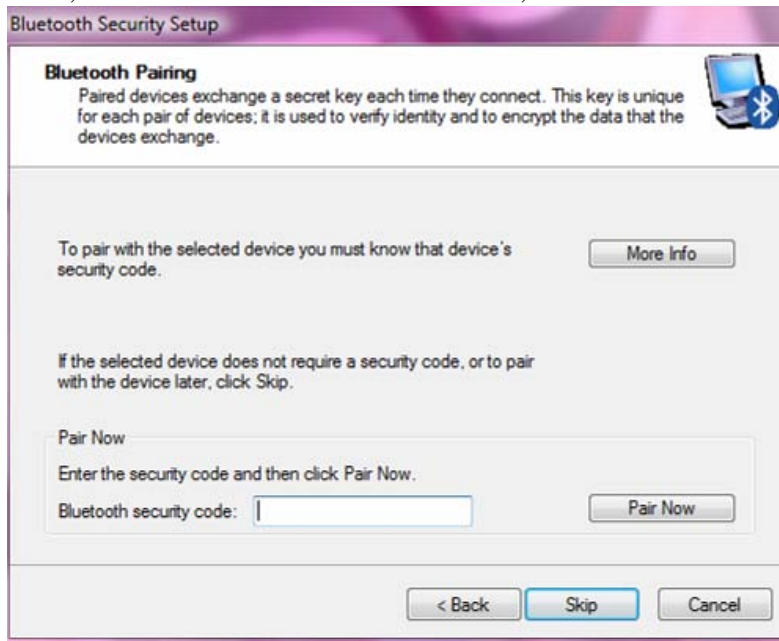 Bluetooth Security Setup
Bluetooth Pairing
Paired devices exchange a secret key each time they connect. This key is unique
for each pair of devices; it is used to verify identity and to encrypt the data that the
devices exchange.
To pair with the selected device you must know that device's
security code.
More Info
If the selected device does not require a security code, or to pair
with the device later, click Skip.
Pair Now
Enter the security code and then click Pair Now.
Bluetooth security code:
Pair Now
< Back
Skip
Cancel